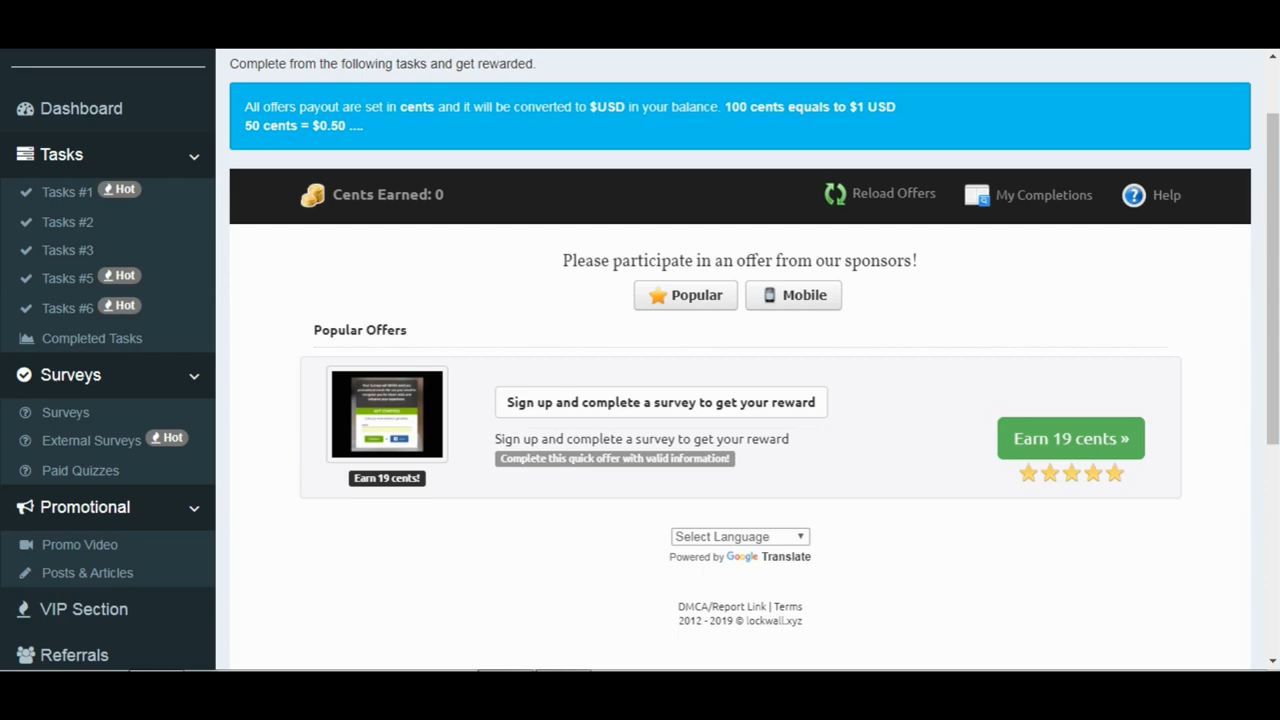 Complete from the following tasks and get rewarded.
All offers payout are set in cents and it will be converted to $USD in your balance. 100 cents equals to $1 USD
50 cents = $0.50 ....
Dashboard
Tasks
Tasks #1 Hot
Tasks #2
Tasks #3
Tasks #5 Hot
Tasks #6 Hot
Completed Tasks
Surveys
Surveys
External Surveys Hot
Paid Quizzes
Promotional
Promo Video
Posts & Articles
VIP Section
Referrals
Cents Earned: 0
Reload Offers
My Completions
Help
Please participate in an offer from our sponsors!
Popular
Mobile
Popular Offers
Earn 19 cents!
Sign up and complete a survey to get your reward
Sign up and complete a survey to get your reward
Complete this quick offer with valid information!
Earn 19 cents »
Select Language
Powered by Google Translate
DMCA/Report Link | Terms
2012 - 2019 © lockwall.xyz